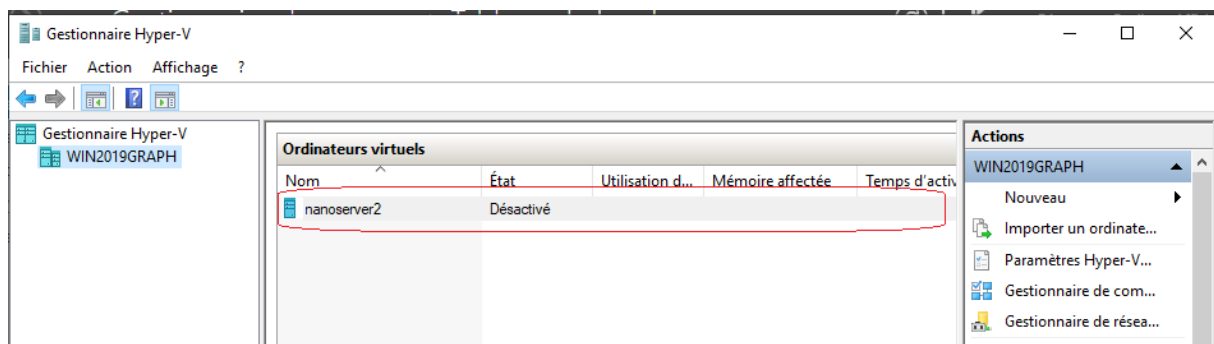 Gestionnaire Hyper-V
Fichier Action Affichage ?
Gestionnaire Hyper-V
WIN2019GRAPH
Ordinateurs virtuels
Nom État Utilisation d... Mémoire affectée Temps d'activ
nanoserver2 Désactivé
Actions
WIN2019GRAPH
Nouveau
Importer un ordinate...
Paramètres Hyper-V...
Gestionnaire de com...
Gestionnaire de résea...